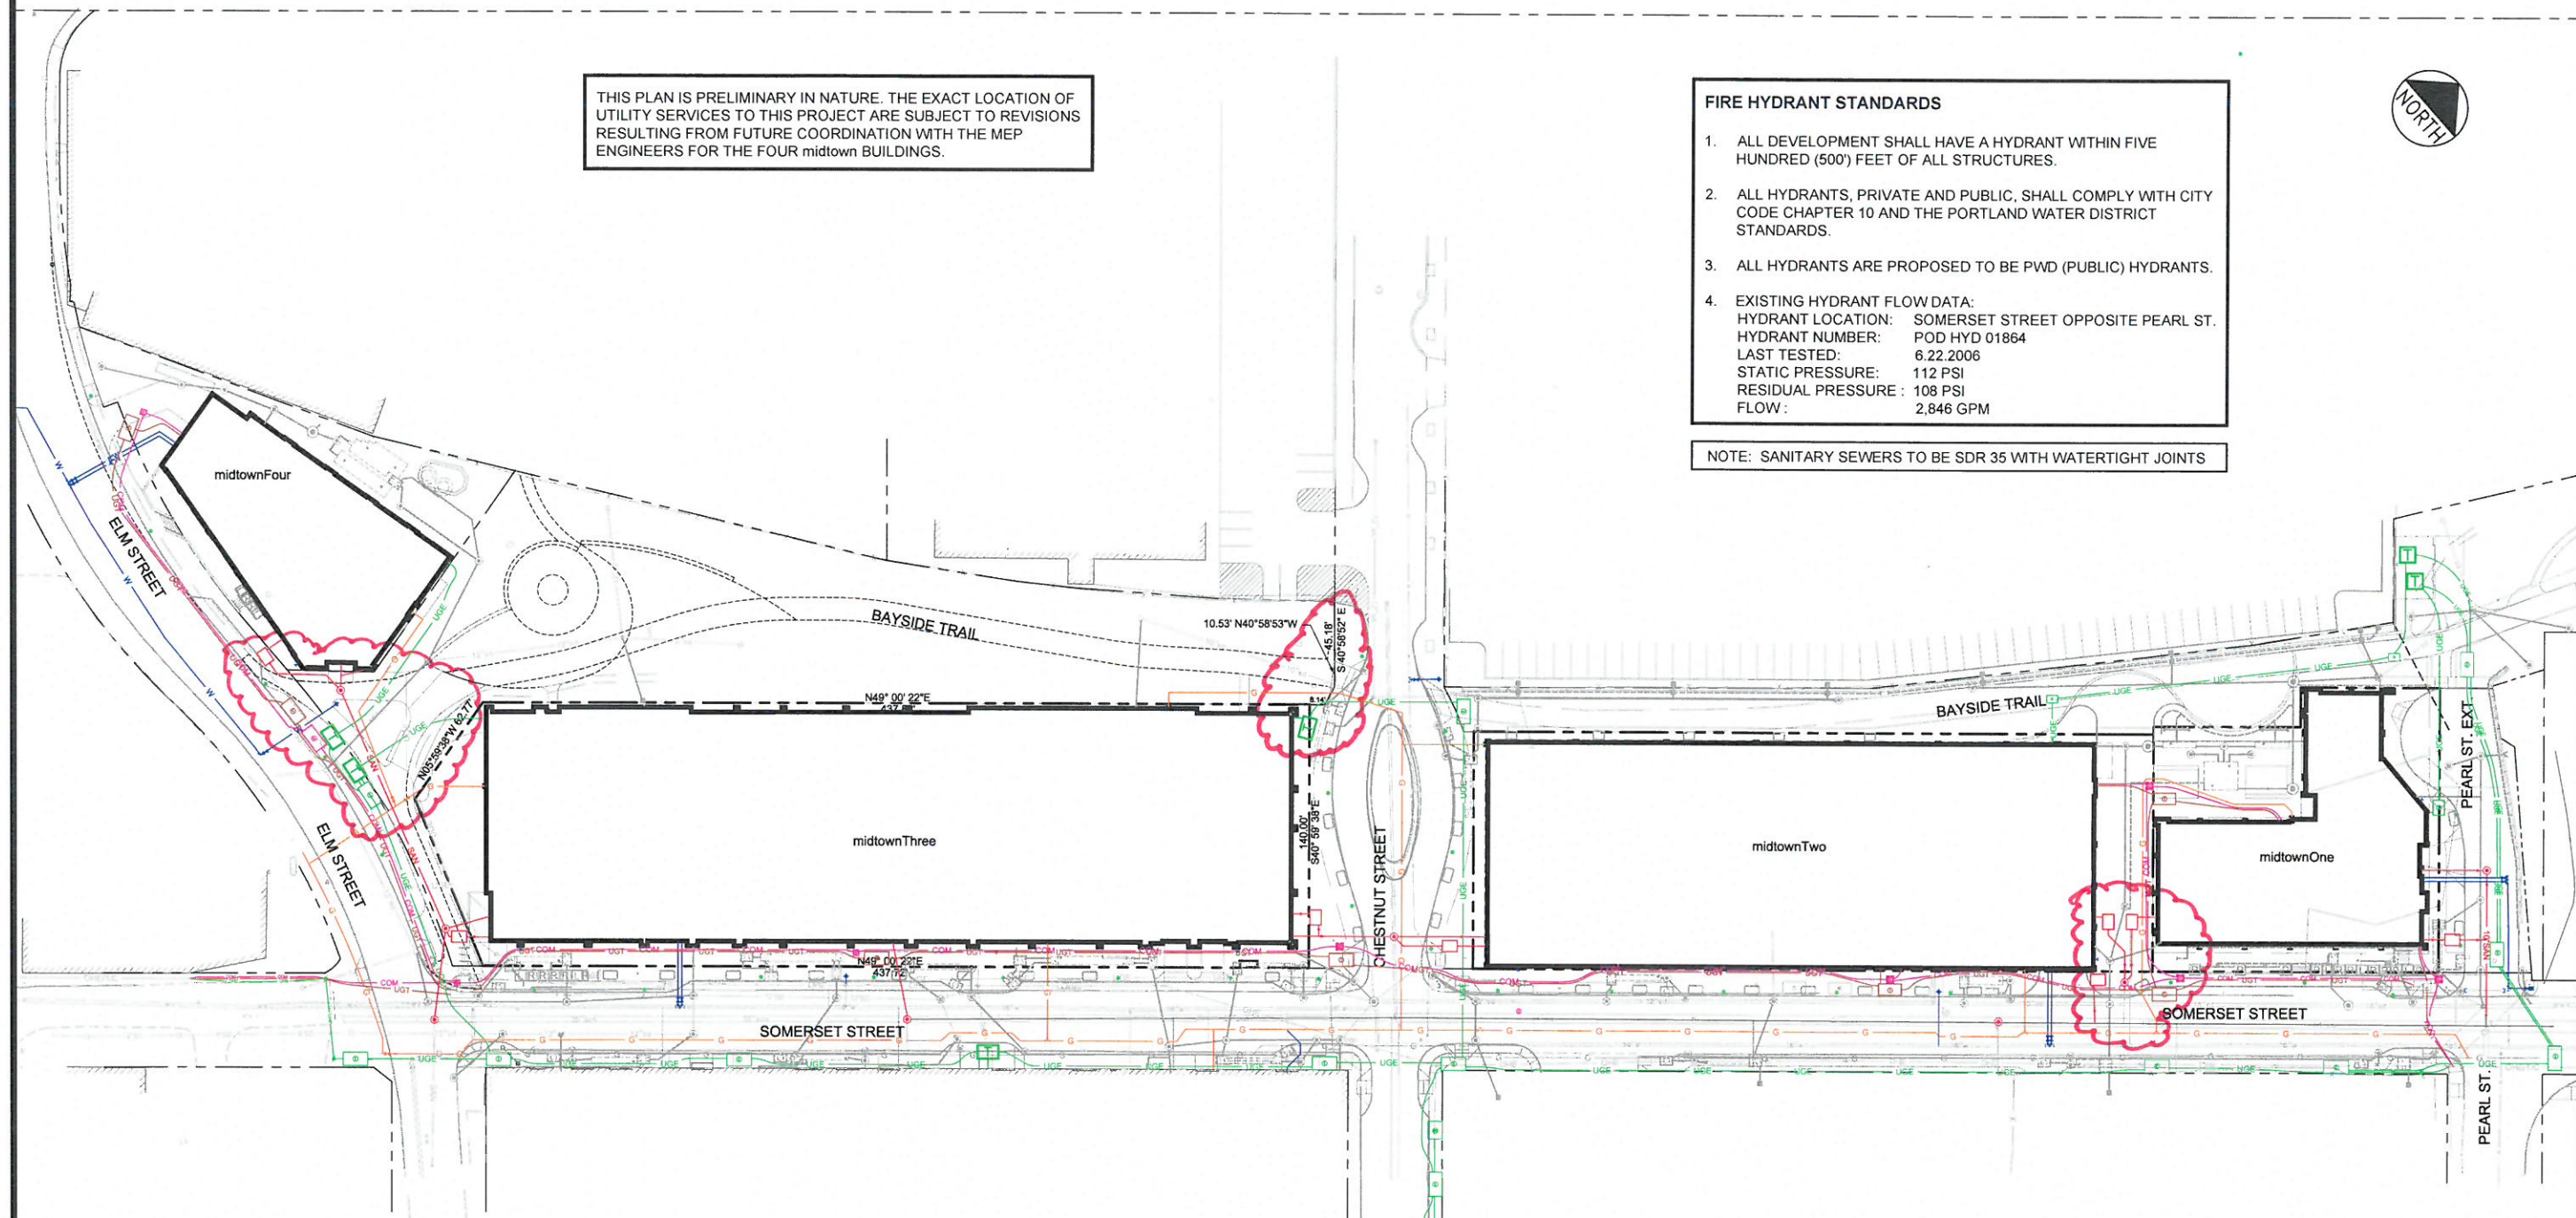 THIS PLAN IS PRELIMINARY IN NATURE. THE EXACT LOCATION OF
UTILITY SERVICES TO THIS PROJECT ARE SUBJECT TO REVISIONS
RESULTING FROM FUTURE COORDINATION WITH THE MEP
ENGINEERS FOR THE FOUR midtown BUILDINGS.
FIRE HYDRANT STANDARDS
1. ALL DEVELOPMENT SHALL HAVE A HYDRANT WITHIN FIVE
HUNDRED (500') FEET OF ALL STRUCTURES.
2. ALL HYDRANTS, PRIVATE AND PUBLIC, SHALL COMPLY WITH CITY
CODE CHAPTER 10 AND THE PORTLAND WATER DISTRICT
STANDARDS.
3. ALL HYDRANTS ARE PROPOSED TO BE PWD (PUBLIC) HYDRANTS.
4. EXISTING HYDRANT FLOW DATA:
HYDRANT LOCATION: SOMERSET STREET OPPOSITE PEARL ST.
HYDRANT NUMBER: POD HYD 01864
LAST TESTED: 6.22.2006
STATIC PRESSURE: 112 PSI
RESIDUAL PRESSURE : 108 PSI
FLOW : 2,846 GPM
NOTE: SANITARY SEWERS TO BE SDR 35 WITH WATERTIGHT JOINTS
NORTH
midtownFour
ELM STREET
BAYSIDE TRAIL
10.53' N40°58'53"W
45.18'
S 40°58'52" E
N49° 00' 22"E
N05°59'38"W 62.77'
midtownThree
140.00'
S40° 59' 38"E
ELM STREET
CHESTNUT STREET
N49° 00' 22"E
437.72'
SOMERSET STREET
BAYSIDE TRAIL
midtownTwo
midtownOne
PEARL ST. EXT
SOMERSET STREET
PEARL ST.